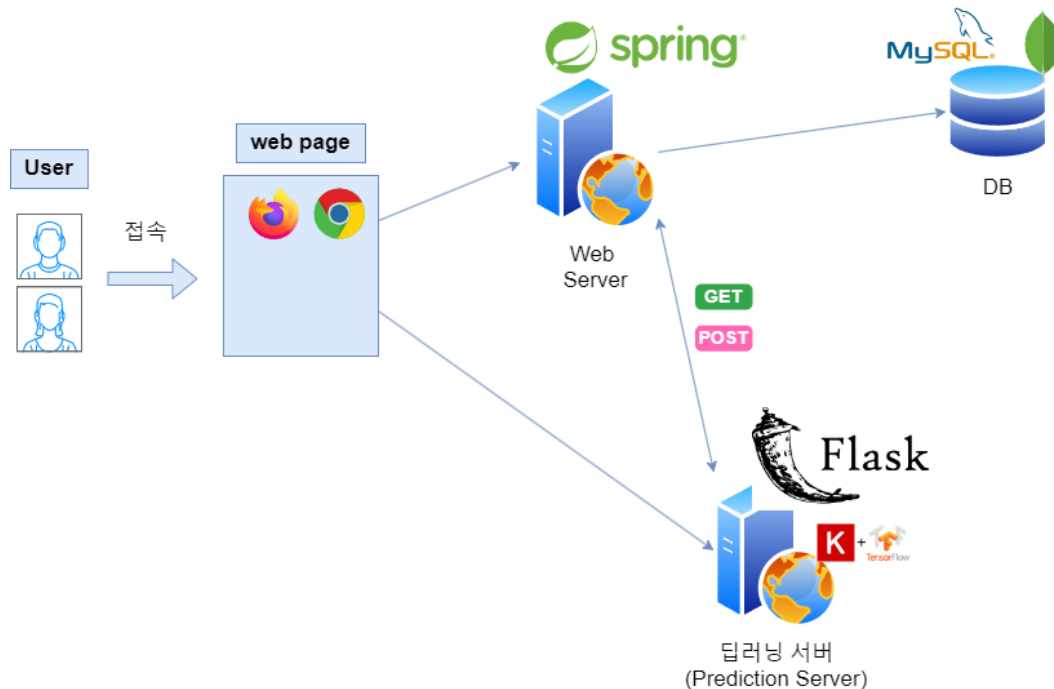 User
접속
web page
spring
Web
Server
MySQL
DB
GET
POST
Flask
K
+
TensorFlow
딥러닝 서버
(Prediction Server)